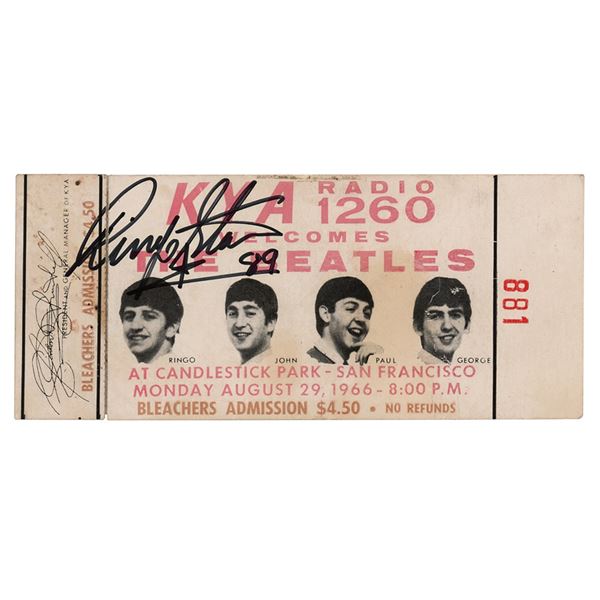 KYA RADIO 1260
WELCOMES
THE BEATLES
Ringo Starr
89
RINGO JOHN PAUL GEORGE
AT CANDLESTICK PARK - SAN FRANCISCO
MONDAY AUGUST 29, 1966 - 8:00 P.M.
BLEACHERS ADMISSION $4.50 • NO REFUNDS
PRESIDENT and GENERAL MANAGER OF KYA
BLEACHERS ADMISSION $4.50
881